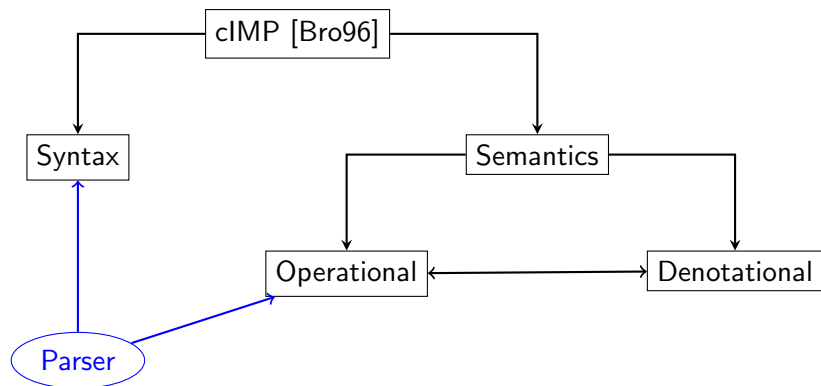 cIMP [Bro96]
Syntax
Semantics
Operational
Denotational
Parser